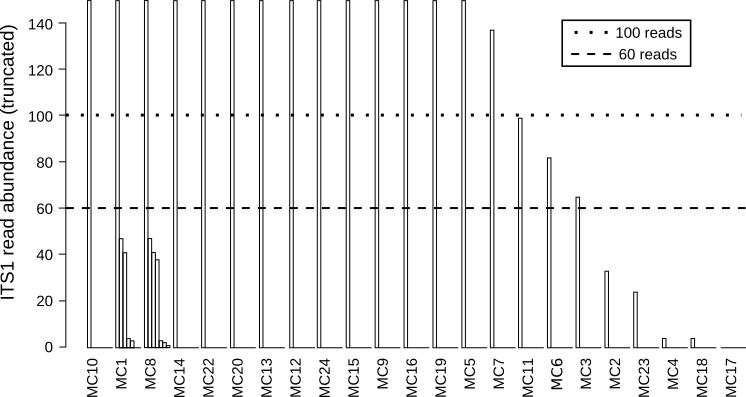 ITS1 read abundance (truncated)
140
120
100
80
60
40
20
0
100 reads
60 reads
MC10
MC1
MC8
MC14
MC22
MC20
MC13
MC12
MC24
MC15
MC9
MC16
MC19
MC5
MC7
MC11
MC6
MC3
MC2
MC23
MC4
MC18
MC17